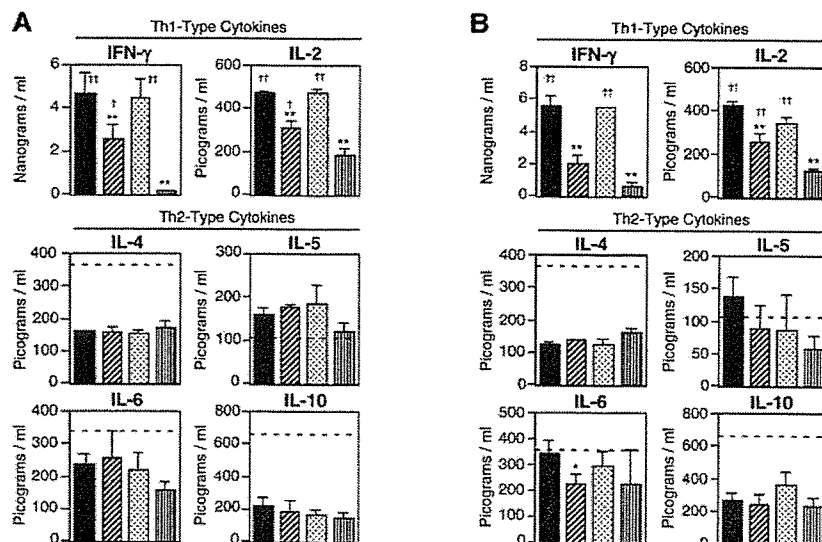 A
Th1-Type Cytokines
IFN-γ IL-2
Nanograms / ml
6
4
2
0
†† † ** †† **
Picograms / ml
600
400
200
0
†† † ** †† **
Th2-Type Cytokines
IL-4 IL-5
Picograms / ml
400
300
200
100
0
Picograms / ml
300
200
100
0
IL-6 IL-10
Picograms / ml
400
300
200
100
0
Picograms / ml
800
600
400
200
0
B
Th1-Type Cytokines
IFN-γ IL-2
Nanograms / ml
8
6
4
2
0
†† ** †† **
Picograms / ml
600
400
200
0
†† †† ** †† **
Th2-Type Cytokines
IL-4 IL-5
Picograms / ml
400
300
200
100
0
Picograms / ml
200
150
100
50
0
IL-6 IL-10
Picograms / ml
500
400
300
200
100
0
*
Picograms / ml
800
600
400
200
0